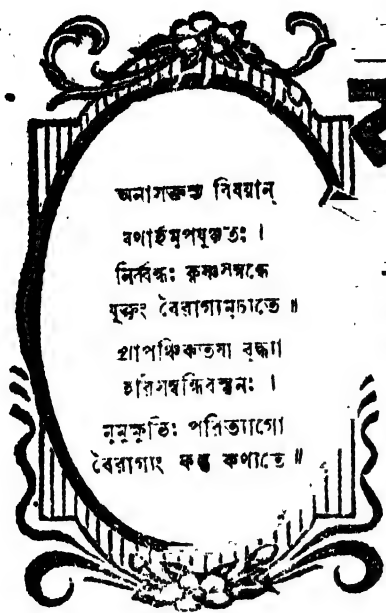 অনাসক্তস্য বিষয়ান্
যথার্হমুপযুঞ্জতঃ ।
নির্ব্বন্ধঃ কৃষ্ণসম্বন্ধে
যুক্তং বৈরাগ্যমুচ্যতে ॥
প্রাপঞ্চিকতয়া বুদ্ধ্যা
হরিসম্বন্ধিবস্তুনঃ ।
মুমুক্ষুভিঃ পরিত্যাগো
বৈরাগ্যং ফল্গু কথ্যতে ॥